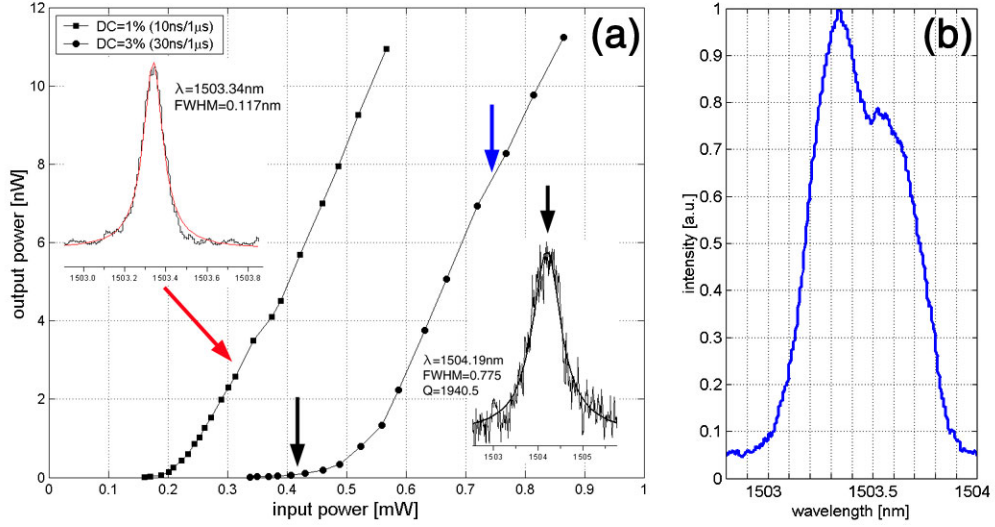 DC=1% (10ns/1μs)
DC=3% (30ns/1μs)
(a)
λ=1503.34nm
FWHM=0.117nm
1503.0 1503.2 1503.4 1503.6 1503.8
λ=1504.19nm
FWHM=0.775
Q=1940.5
1503 1504 1505
output power [nW]
12
10
8
6
4
2
0
0 0.1 0.2 0.3 0.4 0.5 0.6 0.7 0.8 0.9 1
input power [mW]
(b)
intensity [a.u.]
1
0.9
0.8
0.7
0.6
0.5
0.4
0.3
0.2
0.1
0
1503 1503.5 1504
wavelength [nm]